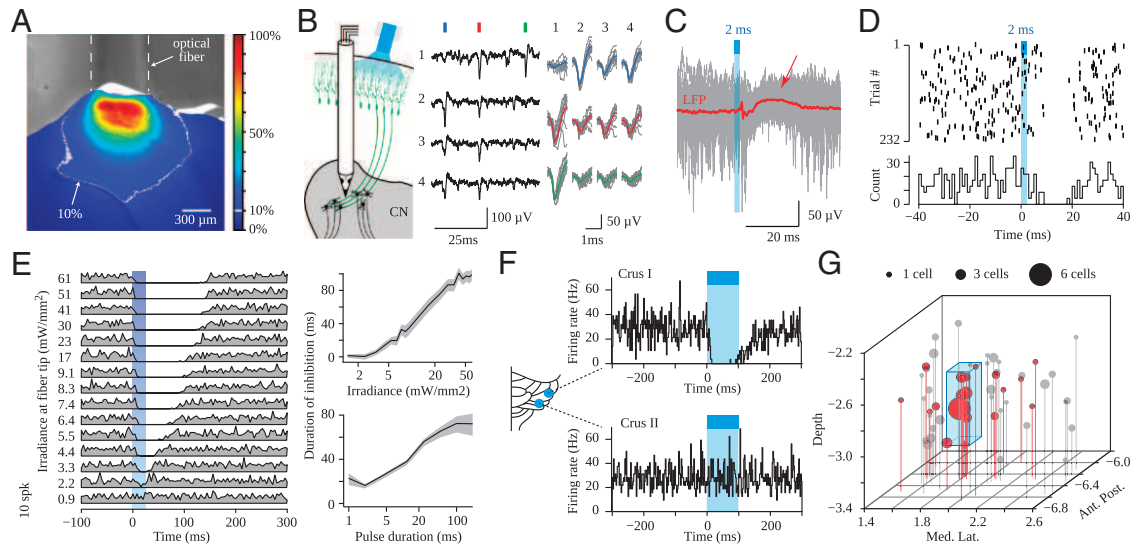 A
optical
fiber
100%
50%
10%
0%
10%
300 µm
B
1
2
3
4
CN
100 µV
25ms
1 2 3 4
50 µV
1ms
C
2 ms
LFP
50 µV
20 ms
D
2 ms
Trial #
1
232
Count
30
0
−40 −20 0 20 40
Time (ms)
E
Irradiance at fiber tip (mW/mm²)
61
51
41
30
23
17
9.1
8.3
7.4
6.4
5.5
4.4
3.3
2.2
0.9
10 spk
−100 0 100 200 300
Time (ms)
Duration of inhibition (ms)
100
50
0
2 5 10 20 50
Irradiance (mW/mm2)
100
50
0
1 2 5 10 20 50 100
Pulse duration (ms)
F
Crus I
Firing rate (Hz)
60
40
20
0
−200 0 200
Time (ms)
Crus II
Firing rate (Hz)
60
40
20
0
−200 0 200
Time (ms)
G
1 cell 3 cells 6 cells
Depth
−2.2
−2.6
−3.0
−3.4
1.4 1.8 2.2 2.6
Med. Lat.
−6.0
−6.4
−6.8
Ant. Post.